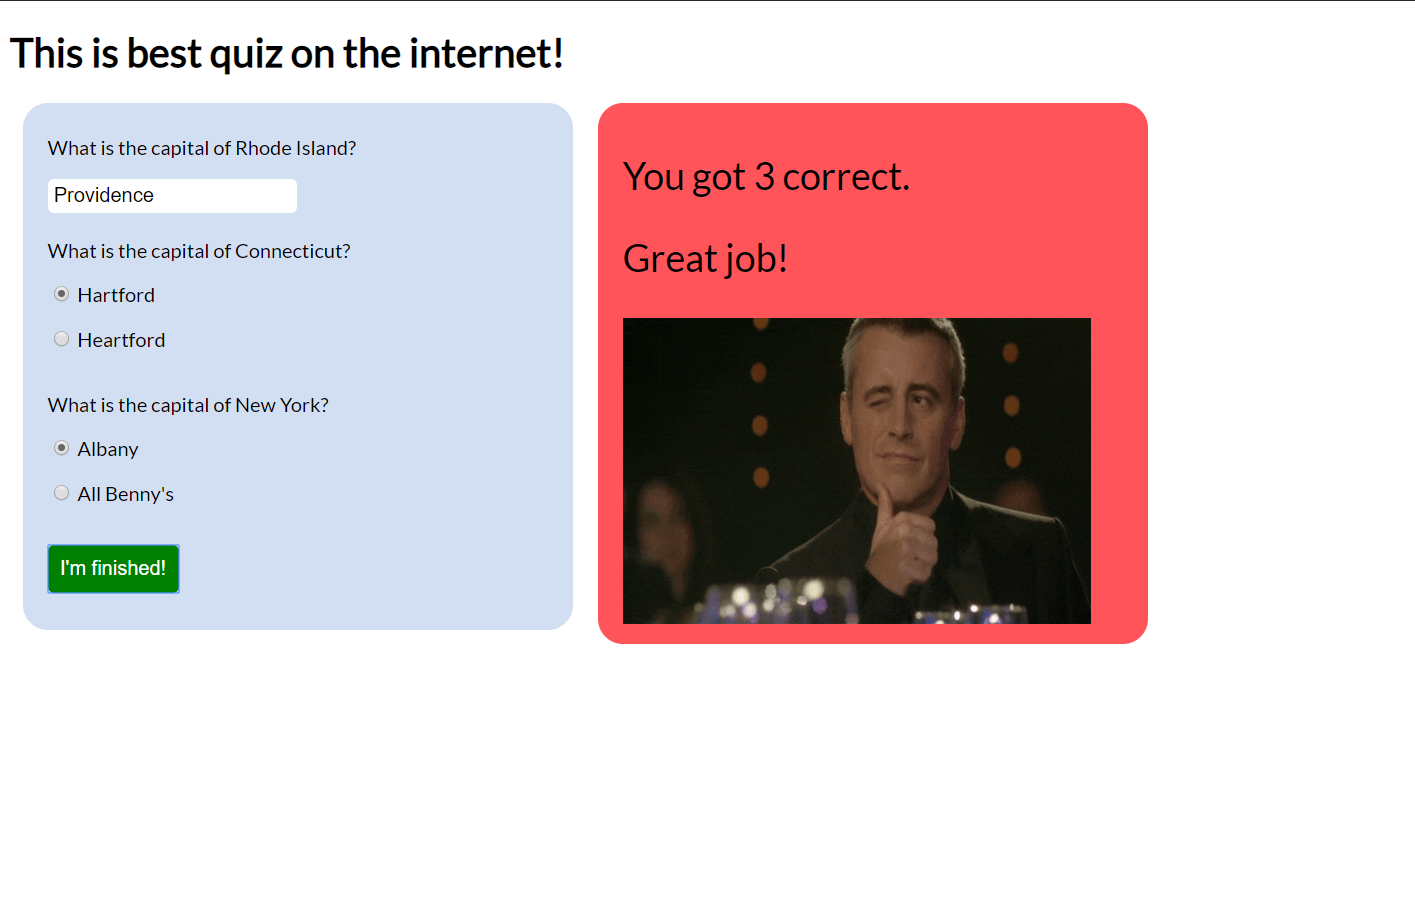 This is best quiz on the internet!
What is the capital of Rhode Island?
Providence
What is the capital of Connecticut?
Hartford
Heartford
What is the capital of New York?
Albany
All Benny's
I'm finished!
You got 3 correct.
Great job!